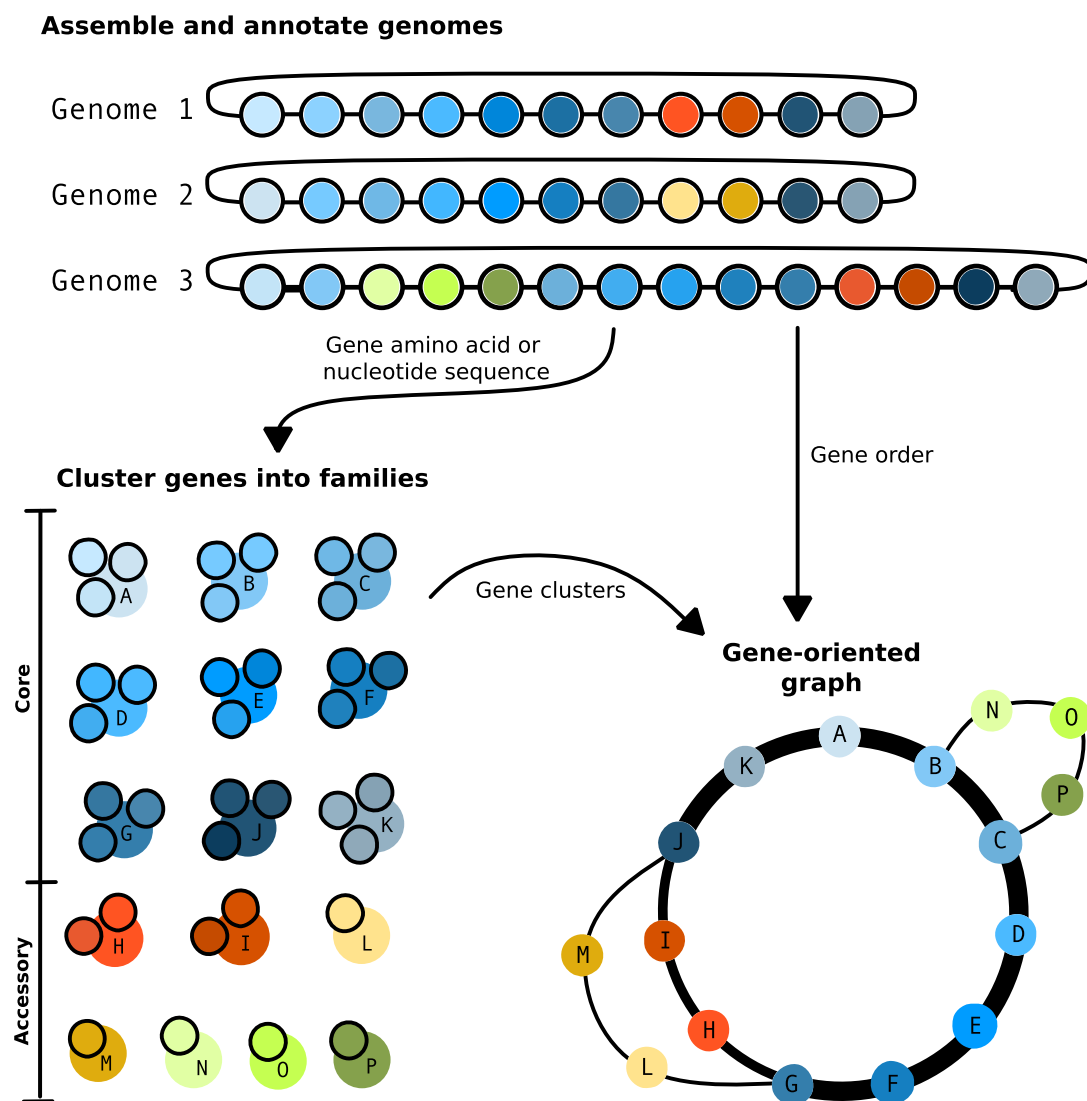 Assemble and annotate genomes
Genome 1
Genome 2
Genome 3
Gene amino acid or
nucleotide sequence
Gene order
Cluster genes into families
Gene clusters
Core
A B C
D E F
G J K
Accessory
H I L
M N O P
Gene-oriented
graph
N
O
A
K
B
P
J
C
I
D
M
H
E
L
G
F